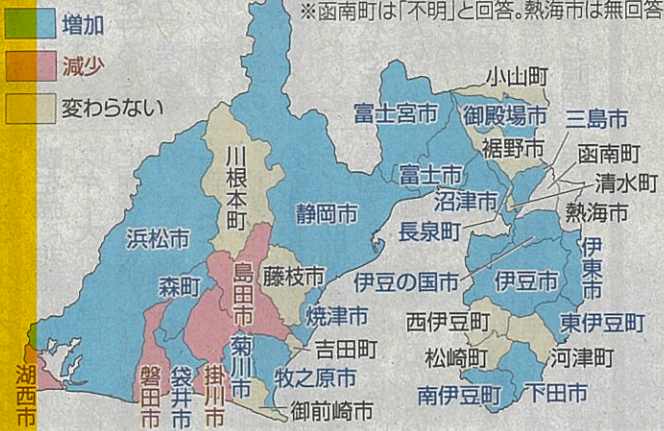 ※函南町は「不明」と回答。熱海市は無回答
増加
減少
変わらない
小山町
富士宮市
御殿場市
三島市
裾野市
函南町
川根本町
富士市
清水町
沼津市
熱海市
静岡市
長泉町
浜松市
伊東市
島田市
藤枝市
伊豆の国市
伊豆市
森町
焼津市
西伊豆町
東伊豆町
菊川市
吉田町
松崎町
河津町
湖西市
磐田市
袋井市
掛川市
牧之原市
南伊豆町
下田市
御前崎市